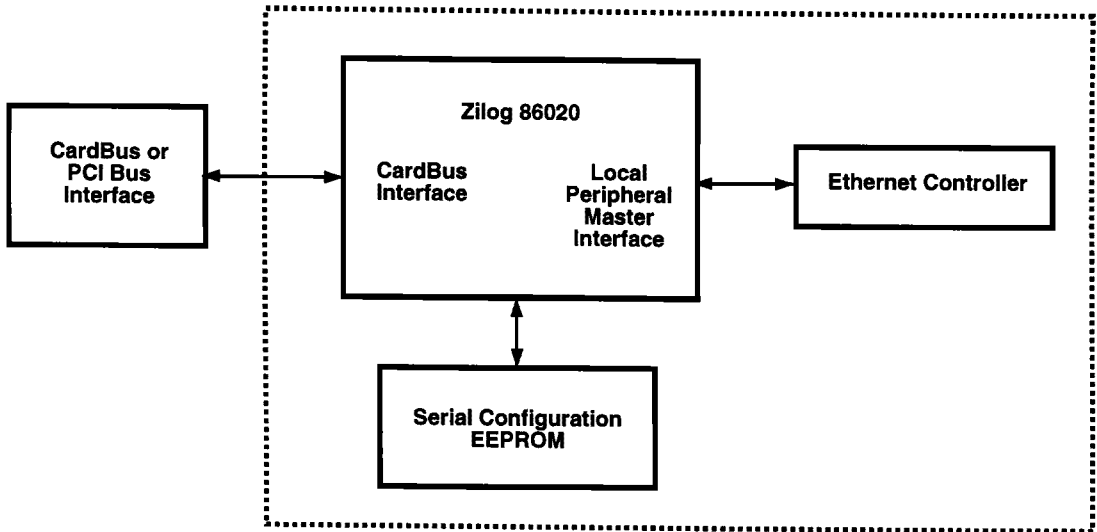 Zilog 86020
CardBus or
PCI Bus
Interface
CardBus
Interface
Local
Peripheral
Master
Interface
Ethernet Controller
Serial Configuration
EEPROM